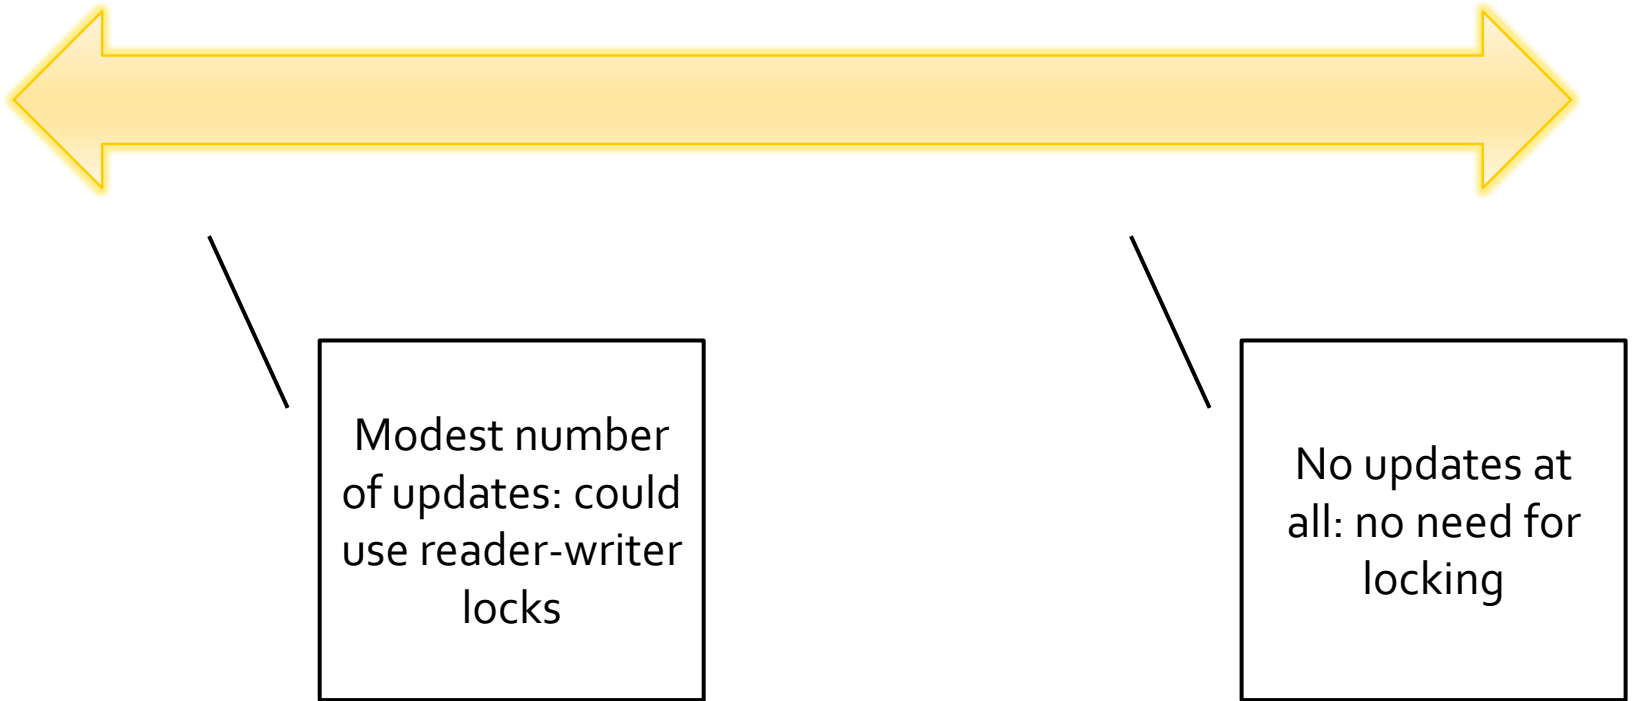 Modest number
of updates: could
use reader-writer
locks
No updates at
all: no need for
locking